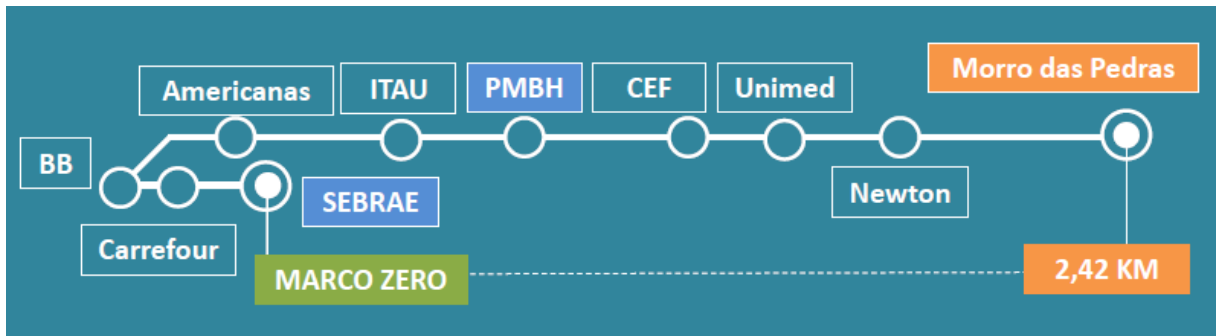 Morro das Pedras
Americanas
ITAU
PMBH
CEF
Unimed
BB
SEBRAE
Newton
Carrefour
MARCO ZERO
2,42 KM